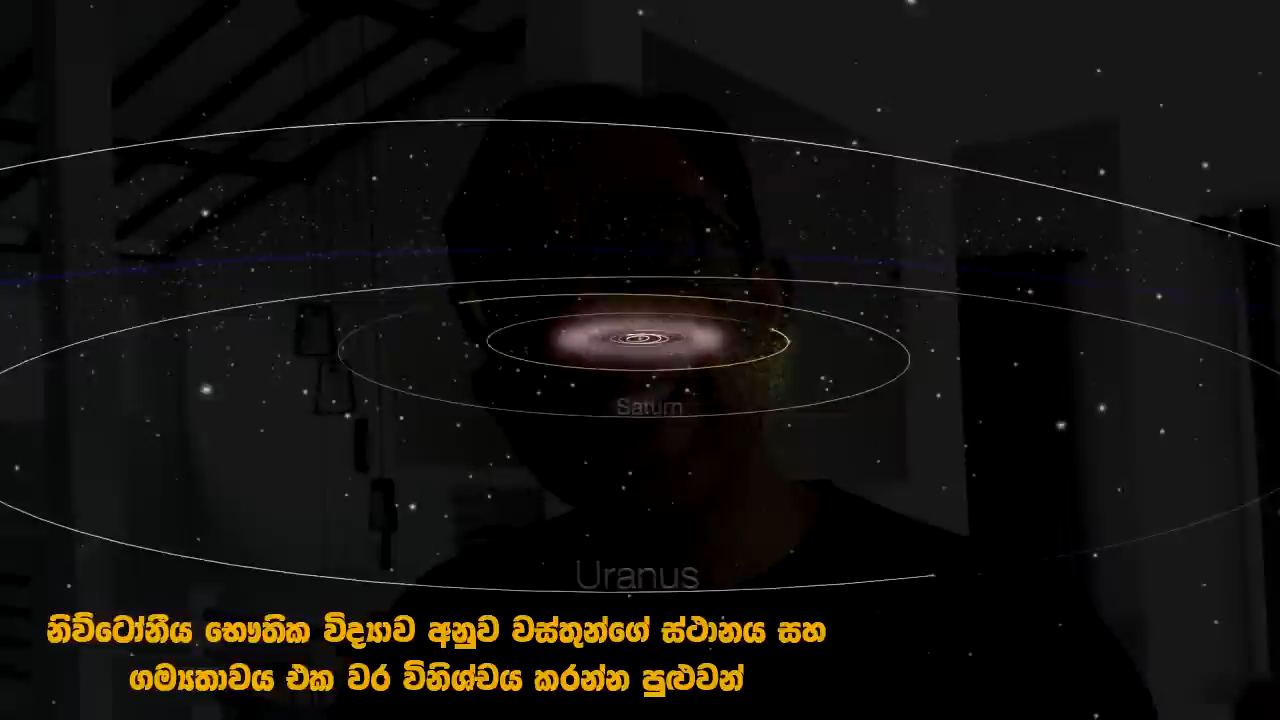 Saturn
Uranus
නිව්ටෝනීය භෞතික විද්‍යාව අනුව වස්තුන්ගේ ස්ථානය සහ
ගම්‍යතාවය එක වර විනිශ්චය කරන්න පුළුවන්